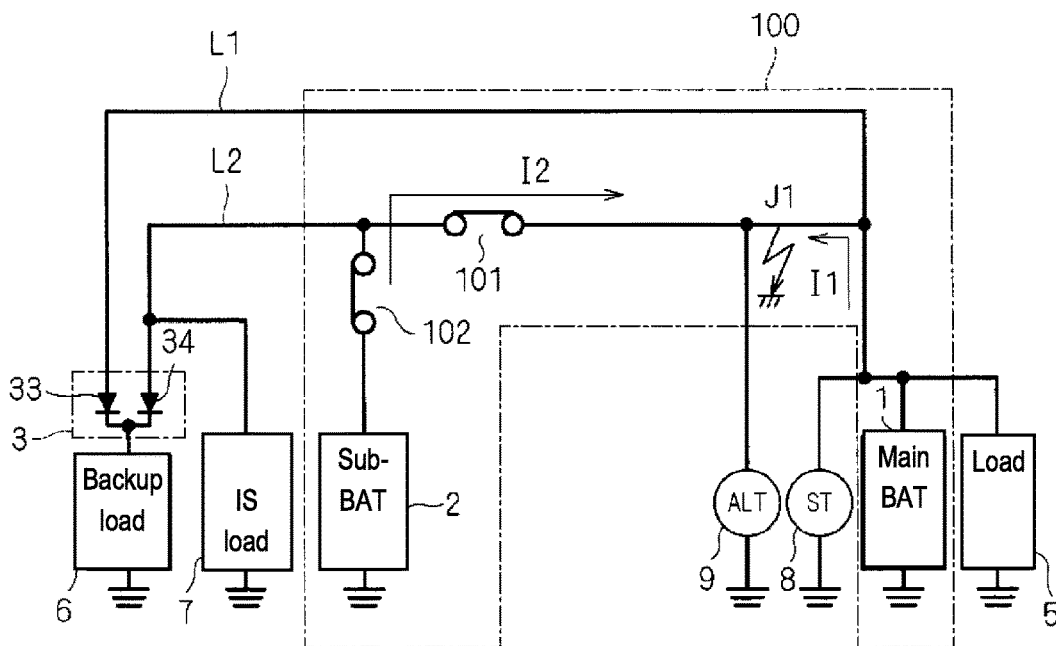 L1
100
L2
I2
J1
101
I1
102
34
33
3
1
Backup
load
IS
load
Sub-
BAT
2
ALT
ST
Main
BAT
Load
6
7
9
8
5